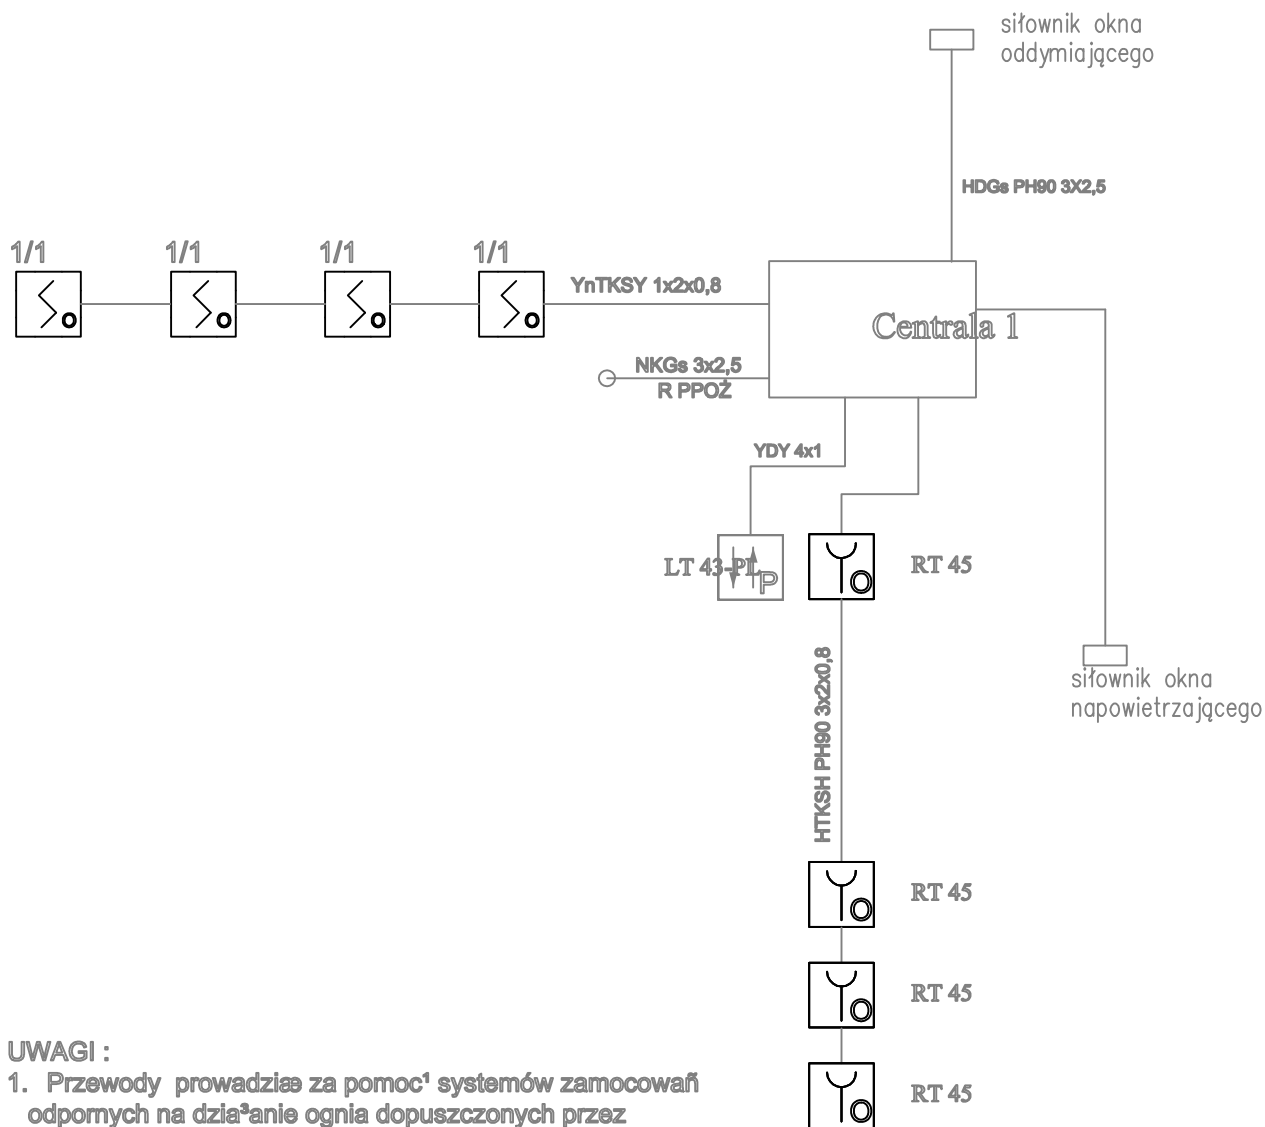 siłownik okna
oddymiającego
HDGs PH90 3X2,5
1/1 1/1 1/1 1/1
YnTKSY 1x2x0,8
Centrala 1
NKGs 3x2,5
R PPOŻ
YDY 4x1
LT 43-PL
P
O
RT 45
HTKSH PH90 3x2x0,8
siłownik okna
napowietrzającego
O
RT 45
O
RT 45
O
RT 45
UWAGI :
1. Przewody prowadziæ za pomoc¹ systemów zamocowañ
odpornych na dzia³anie ognia dopuszczonych przez